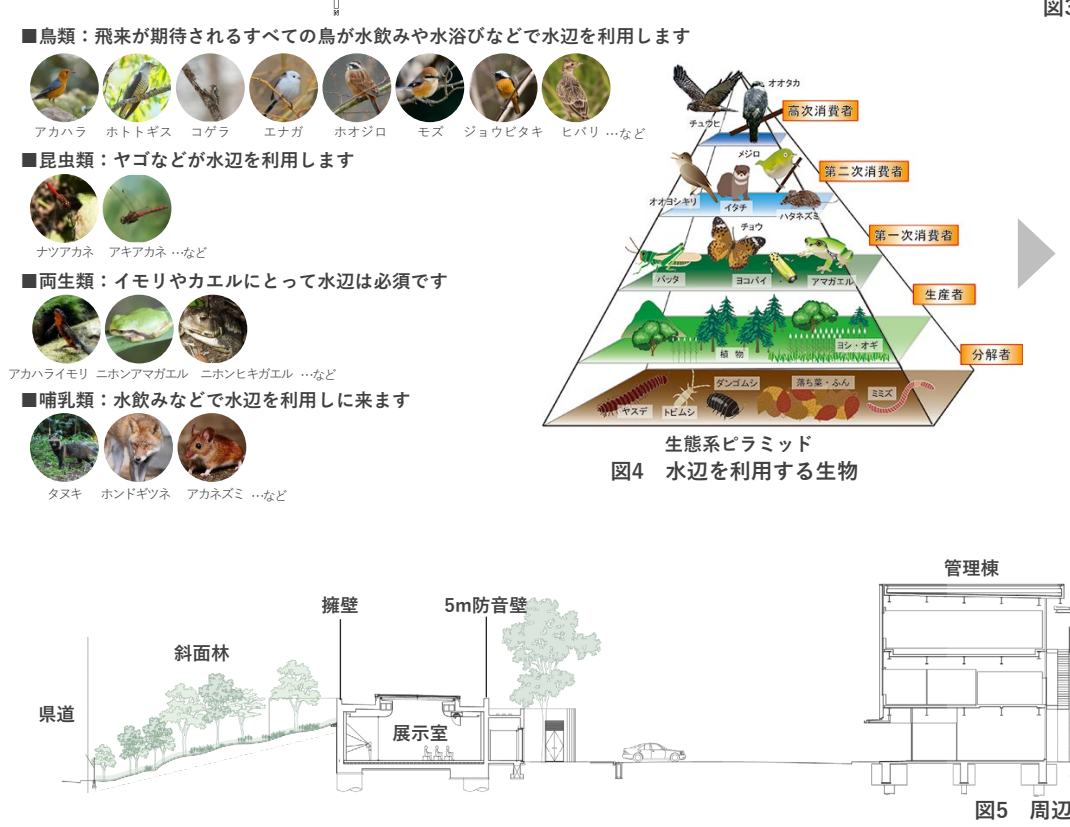 図3
■鳥類：飛来が期待されるすべての鳥が水飲みや水浴びなどで水辺を利用します
アカハラ ホトトギス コゲラ エナガ ホオジロ モズ ジョウビタキ ヒバリ …など
■昆虫類：ヤゴなどが水辺を利用します
ナツアカネ アキアカネ …など
■両生類：イモリやカエルにとって水辺は必須です
アカハライモリ ニホンアマガエル ニホンヒキガエル …など
■哺乳類：水飲みなどで水辺を利用しに来ます
タヌキ ホンドギツネ アカネズミ …など
オオタカ
チュウヒ
高次消費者
メジロ
第二次消費者
オオヨシキリ
イタチ
ハタネズミ
チョウ
第一次消費者
バッタ
ヨコバイ
アマガエル
生産者
ヨシ・オギ
植物
分解者
ダンゴムシ
落ち葉・ふん
ミミズ
ヤスデ
トビムシ
生態系ピラミッド
図4 水辺を利用する生物
管理棟
擁壁
5m防音壁
斜面林
県道
展示室
図5 周辺